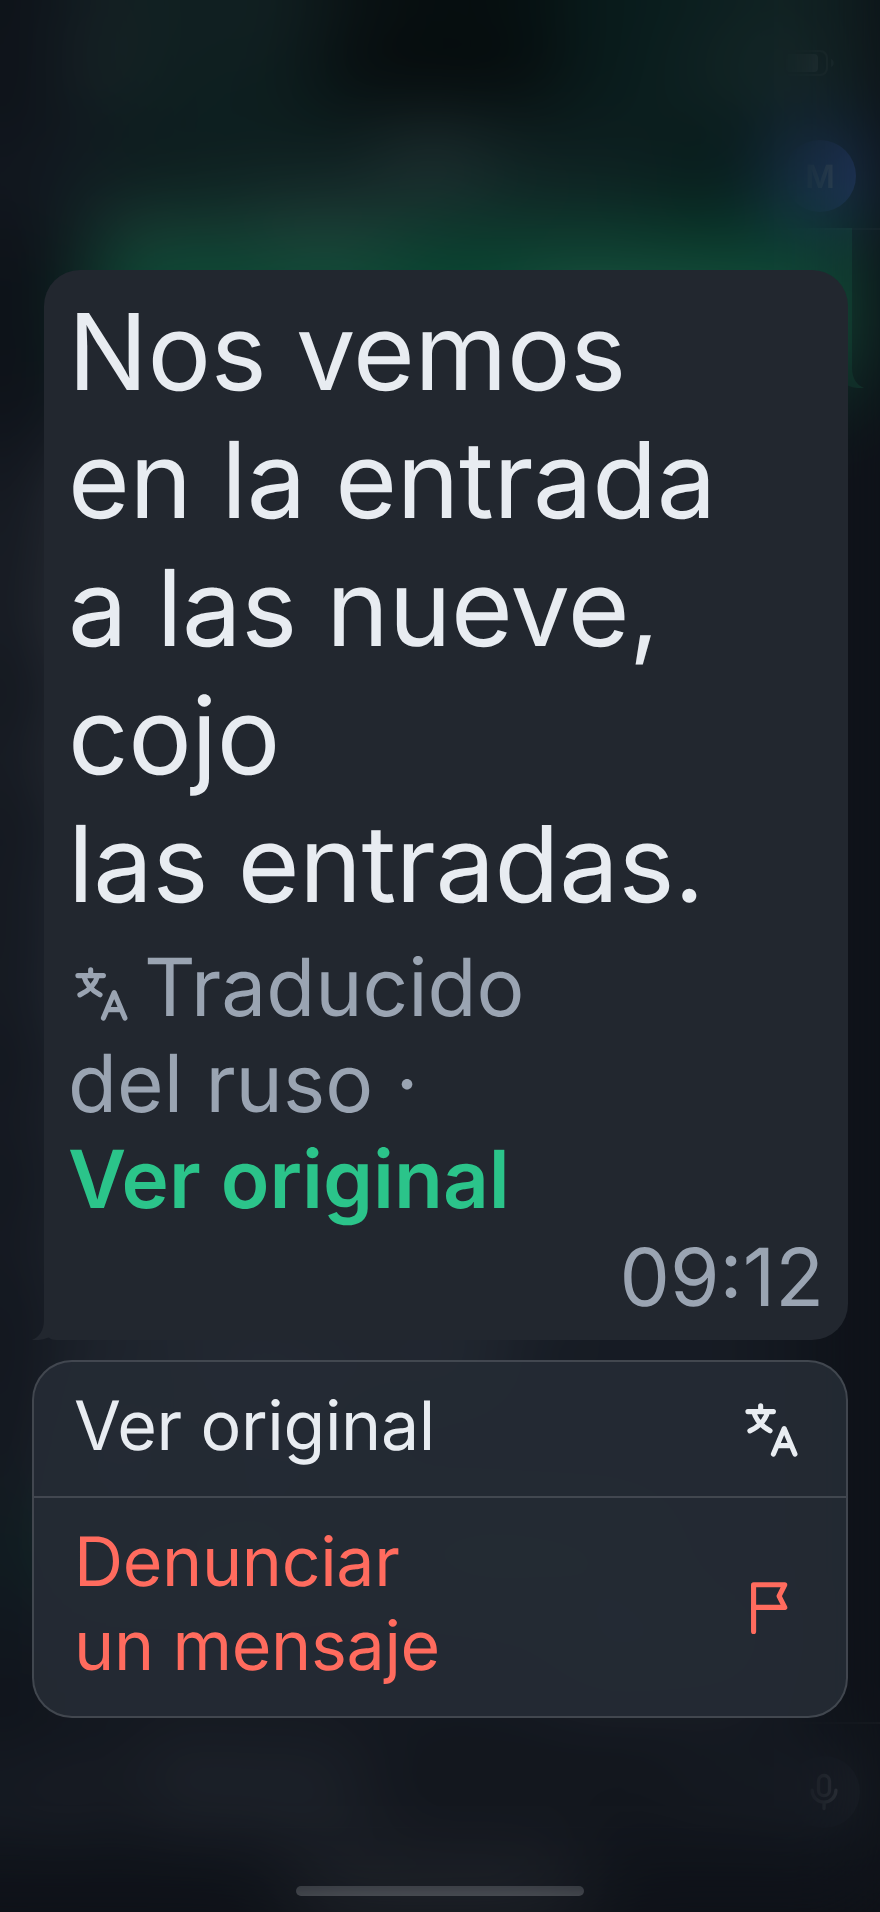 M
Nos vemos
en la entrada
a las nueve,
cojo
las entradas.
Traducido
del ruso ·
Ver original
09:12
Ver original
Denunciar
un mensaje